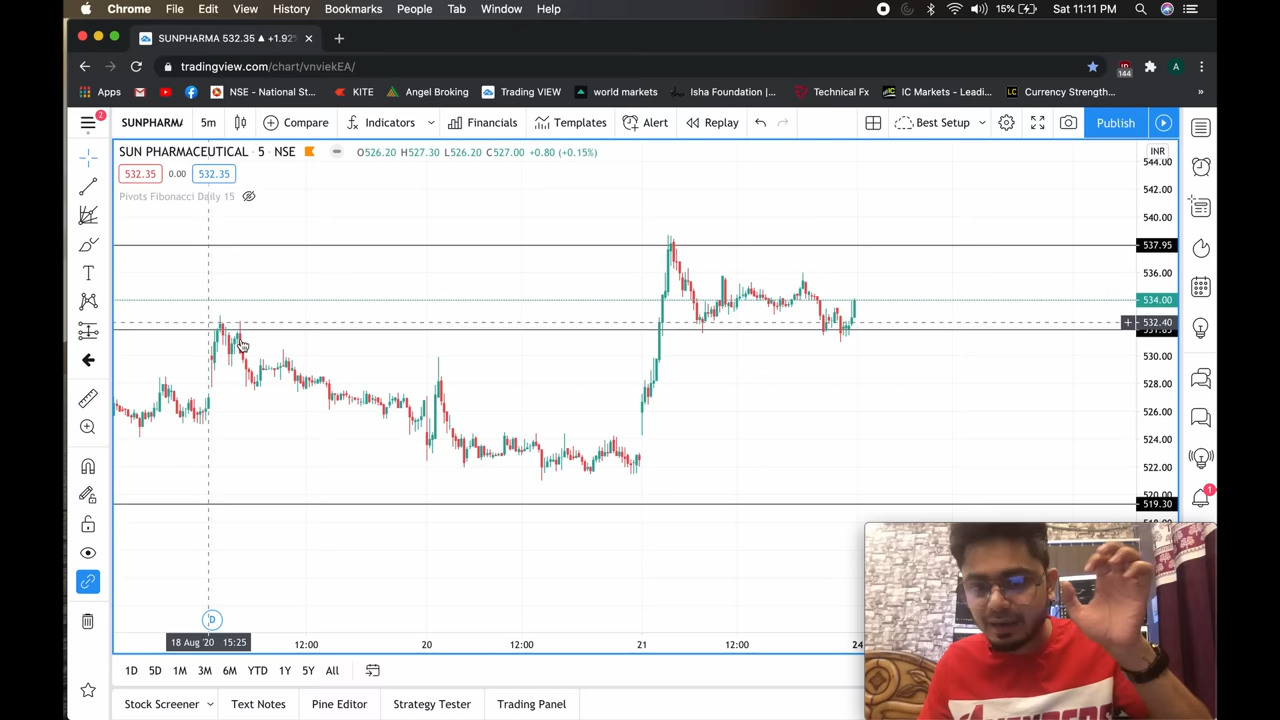 Chrome File Edit View History Bookmarks People Tab Window Help 15% Sat 11:11 PM
SUNPHARMA 532.35 ▲ +1.92%
tradingview.com/chart/vnviekEA/ 144 A
Apps NSE - National St... KITE Angel Broking Trading VIEW world markets Isha Foundation |... Technical Fx IC Markets - Leadi... LC Currency Strength... »
2 SUNPHARMA 5m Compare Indicators Financials Templates Alert Replay Best Setup Publish
SUN PHARMACEUTICAL · 5 · NSE O526.20 H527.30 L526.20 C527.00 +0.80 (+0.15%) INR
544.00
532.35 0.00 532.35
542.00
Pivots Fibonacci Daily 15
540.00
537.95
536.00
534.00
532.40
530.00
528.00
526.00
524.00
522.00
520.00
519.30
D
18 Aug '20 15:25 12:00 20 12:00 21 12:00 24
1D 5D 1M 3M 6M YTD 1Y 5Y All
1
Stock Screener Text Notes Pine Editor Strategy Tester Trading Panel